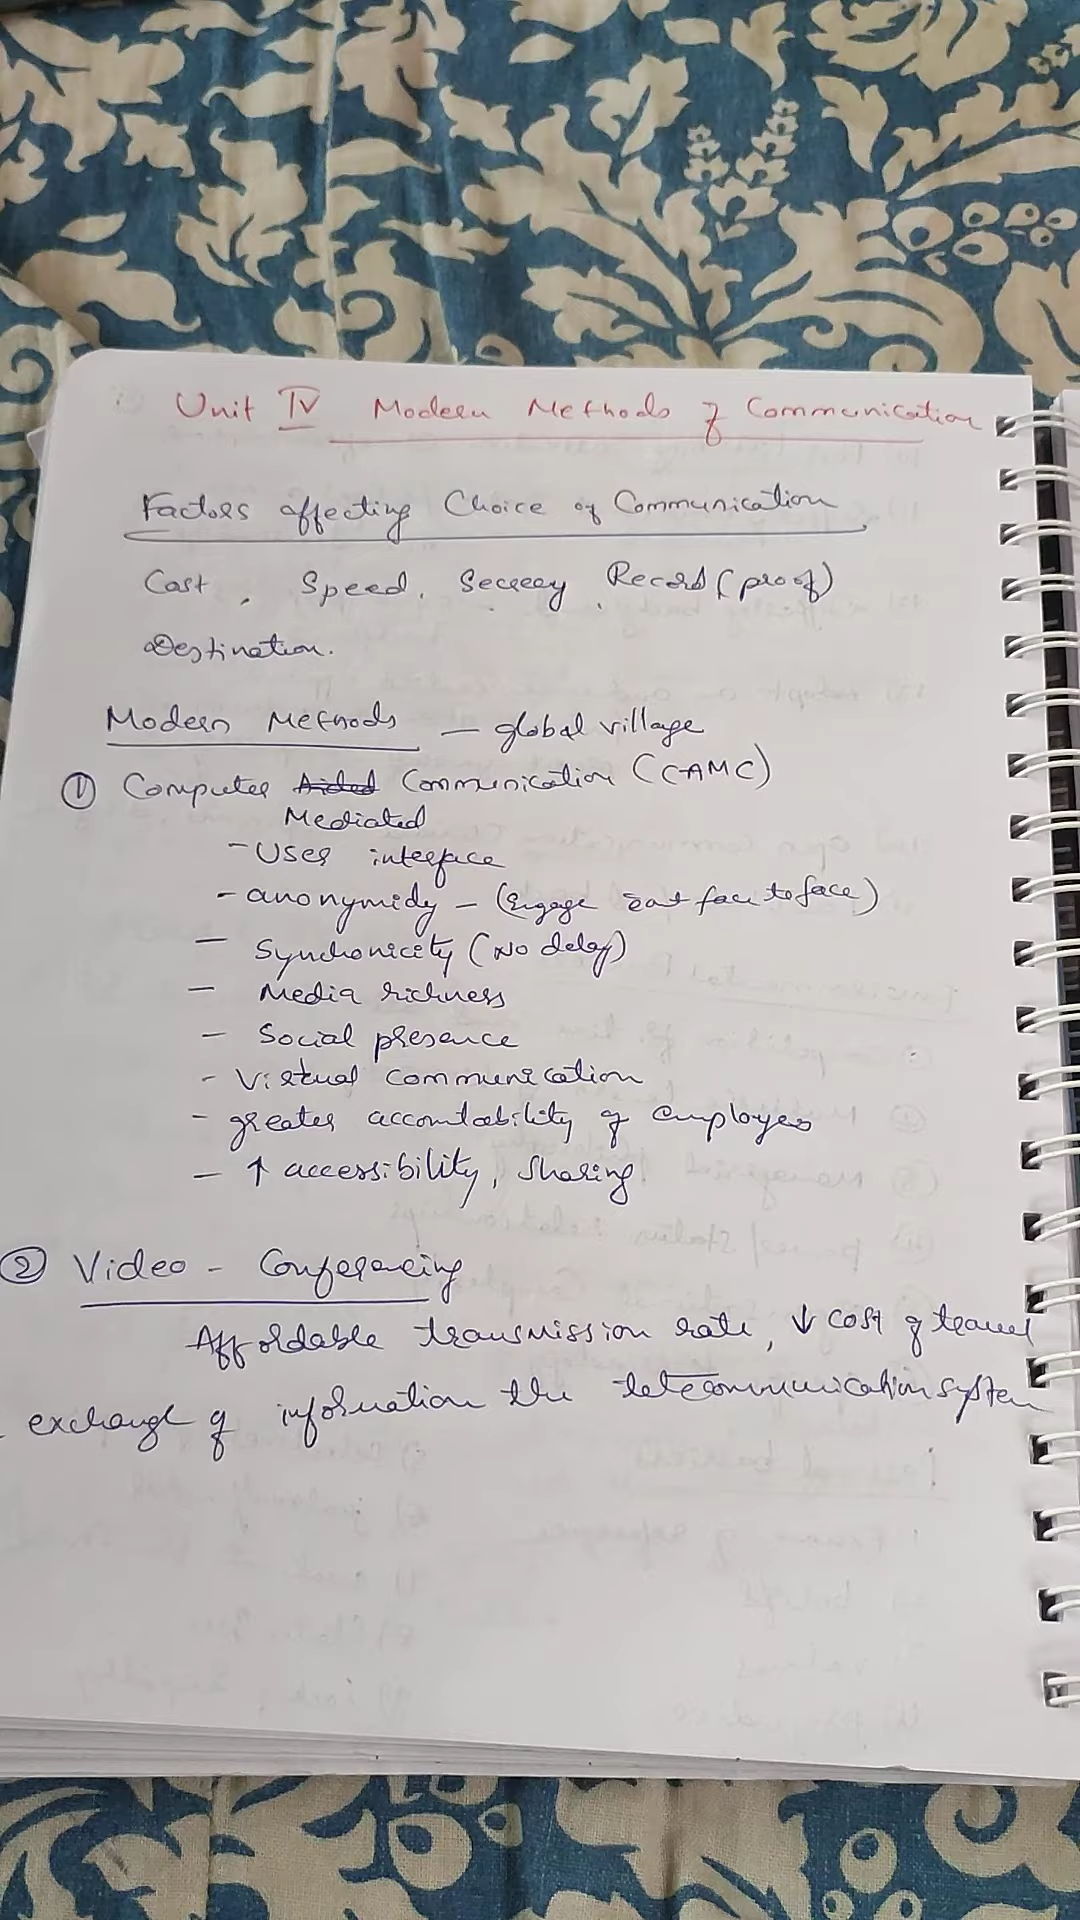 Unit IV Modern Methods of Communication
Factors affecting Choice of Communication
Cost, Speed, Secrecy, Record (proof)
Destination.
Modern Methods — global village
① Computer Aided Communication (CAMC)
Mediated
- User interface
- anonymidy - (Engage face to face)
- Synchonicity (No delay)
- Media richness
- Social presence
- Virtual communication
- greater accountability of employees
- ↑ accessibility, Sharing
② Video - Conferencing
Affordable transmission rate, ↓ cost of travel
exchange of information thr telecommunication system